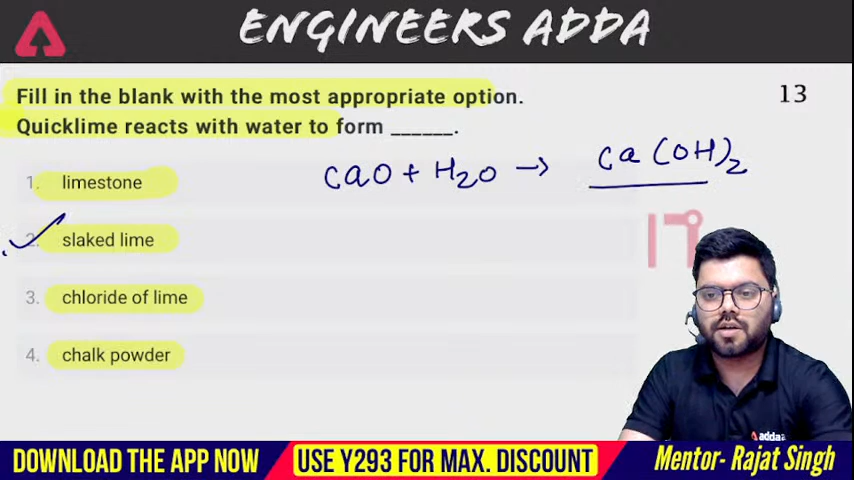 ENGINEERS ADDA
Fill in the blank with the most appropriate option.
13
Quicklime reacts with water to form ______.
CaO + H2O → Ca(OH)2
1. limestone
2. slaked lime
3. chloride of lime
4. chalk powder
adda
DOWNLOAD THE APP NOW
USE Y293 FOR MAX. DISCOUNT
Mentor- Rajat Singh